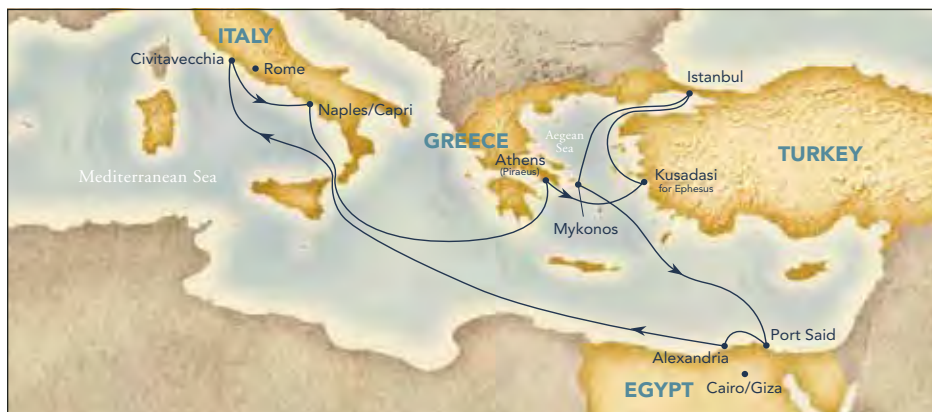 ITALY
Civitavecchia
Rome
Naples/Capri
Istanbul
GREECE
Aegean
Sea
TURKEY
Athens
(Piraeus)
Kusadasi
for Ephesus
Mediterranean Sea
Mykonos
Port Said
Alexandria
EGYPT
Cairo/Giza